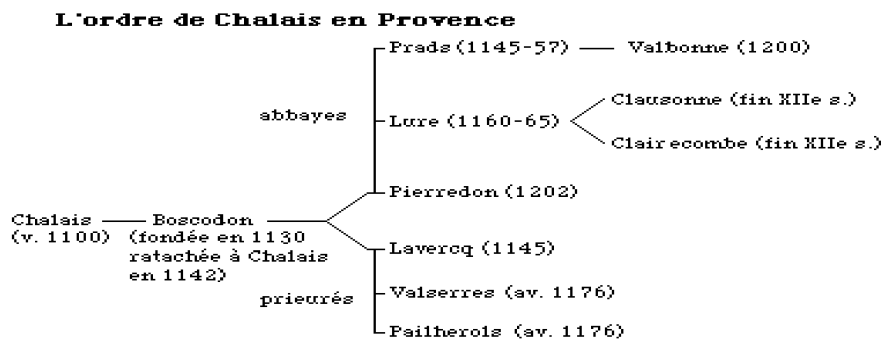 L'ordre de Chalais en Provence
Prads (1145-57)
Valbonne (1200)
abbayes
Lure (1160-65)
Clausonne (fin XIIe s.)
Clairecombe (fin XIIe s.)
Pierredon (1202)
Chalais
(v. 1100)
Boscodon
(fondée en 1130
ratachée à Chalais
en 1142)
Lavercq (1145)
prieurés
Valserres (av. 1176)
Pailherols (av. 1176)